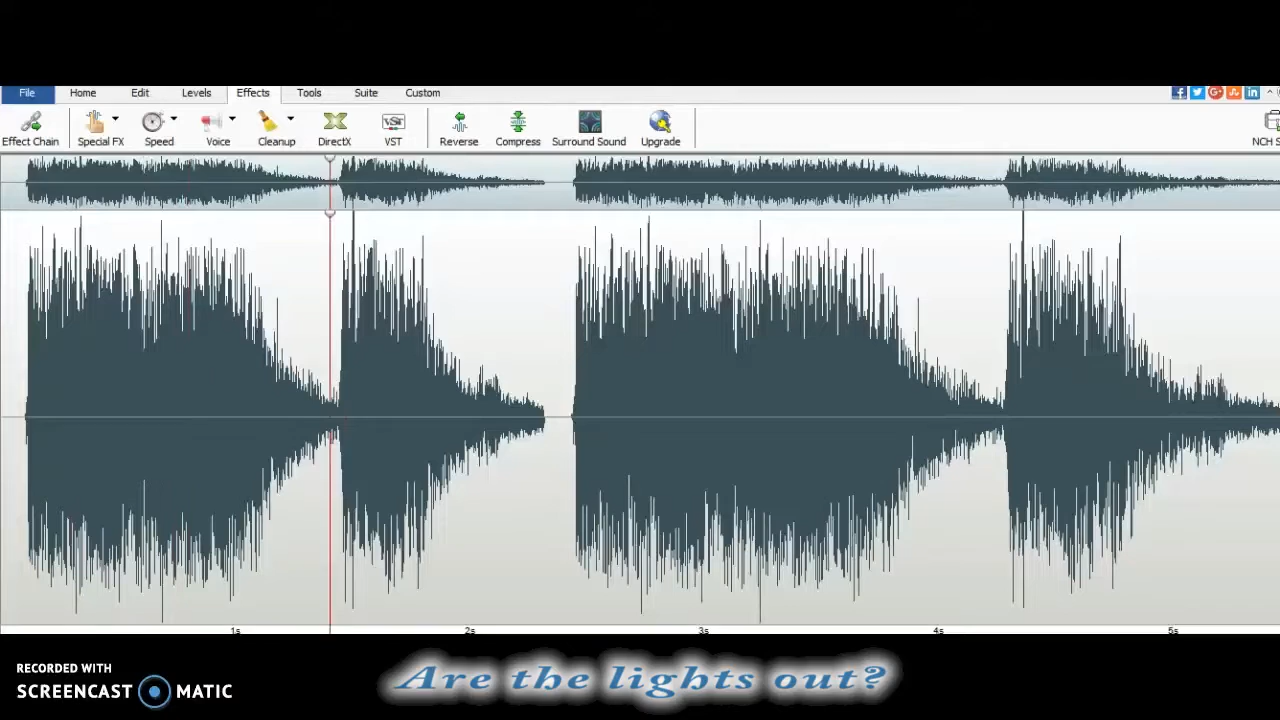 File Home Edit Levels Effects Tools Suite Custom
Effect Chain Special FX Speed Voice Cleanup DirectX VST Reverse Compress Surround Sound Upgrade NCH S
1s 2s 3s 4s 5s
RECORDED WITH
SCREENCAST MATIC
Are the lights out?